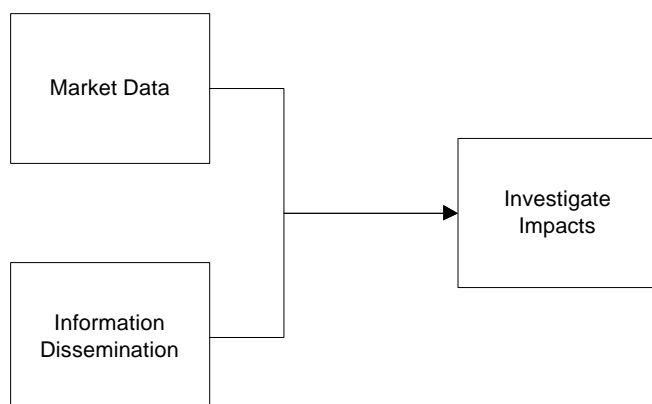 Market Data
Investigate
Impacts
Information
Dissemination